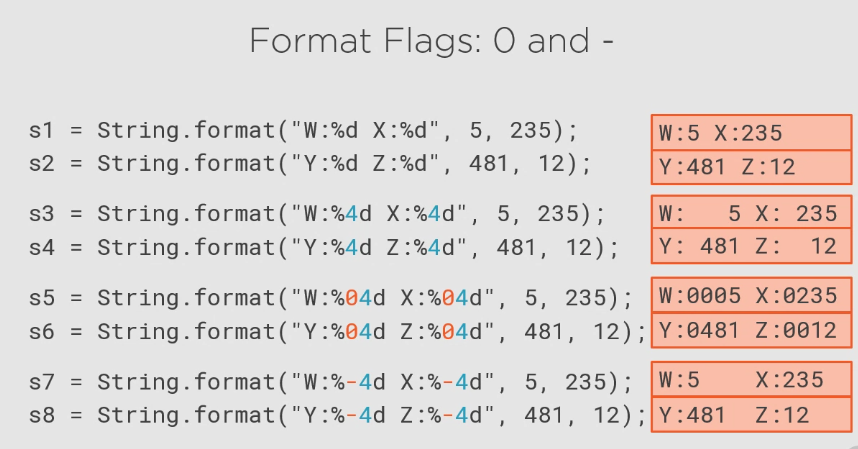 Format Flags: 0 and -
s1 = String.format("W:%d X:%d", 5, 235); W:5 X:235
s2 = String.format("Y:%d Z:%d", 481, 12); Y:481 Z:12
s3 = String.format("W:%4d X:%4d", 5, 235); W:   5 X: 235
s4 = String.format("Y:%4d Z:%4d", 481, 12); Y: 481 Z:  12
s5 = String.format("W:%04d X:%04d", 5, 235); W:0005 X:0235
s6 = String.format("Y:%04d Z:%04d", 481, 12); Y:0481 Z:0012
s7 = String.format("W:%-4d X:%-4d", 5, 235); W:5    X:235
s8 = String.format("Y:%-4d Z:%-4d", 481, 12); Y:481  Z:12